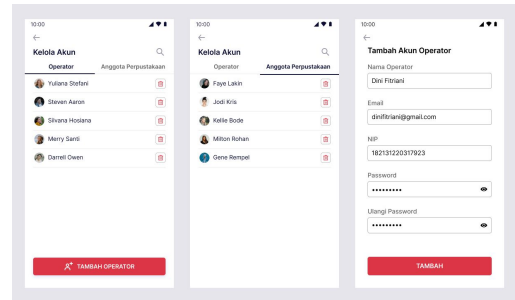 10:00
Kelola Akun
Operator Anggota Perpustakaan
Yuliana Stefani
Steven Aaron
Silvana Hosiana
Merry Santi
Darrell Owen
TAMBAH OPERATOR
10:00
Kelola Akun
Operator Anggota Perpustakaan
Faye Lakin
Jodi Kris
Kellie Bode
Milton Rohan
Gene Rempel
10:00
Tambah Akun Operator
Nama Operator
Dini Fitriani
Email
dinifitriani@gmail.com
NIP
182131220317923
Password
•••••••••
Ulangi Password
•••••••••
TAMBAH